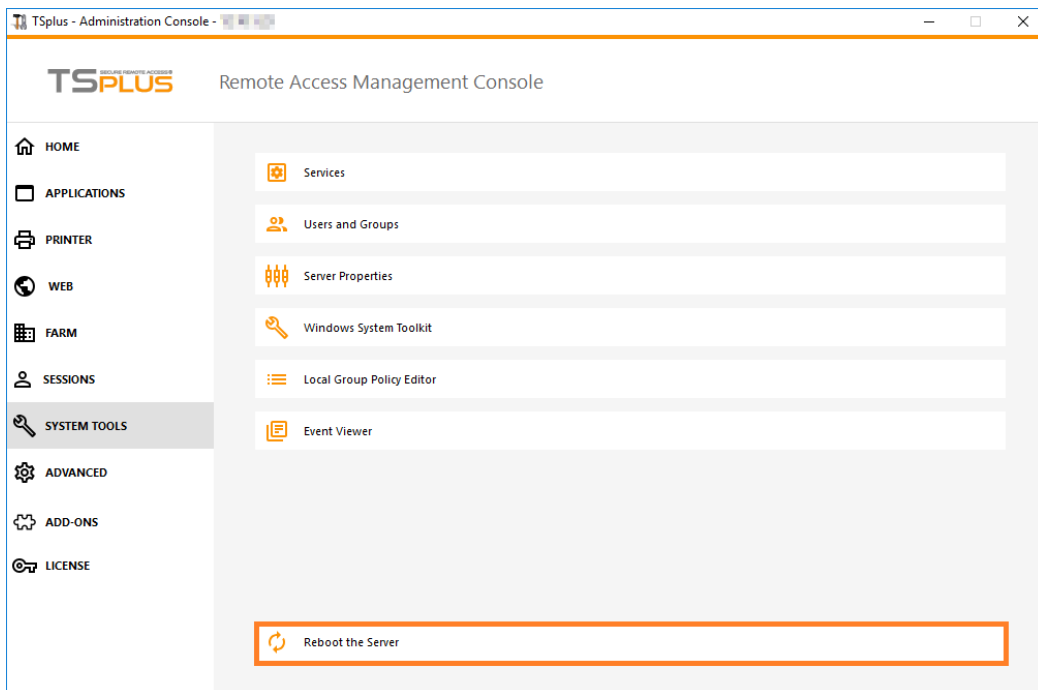 TSplus - Administration Console -
TSPLUS
SECURE REMOTE ACCESS
Remote Access Management Console
HOME
APPLICATIONS
PRINTER
WEB
FARM
SESSIONS
SYSTEM TOOLS
ADVANCED
ADD-ONS
LICENSE
Services
Users and Groups
Server Properties
Windows System Toolkit
Local Group Policy Editor
Event Viewer
Reboot the Server